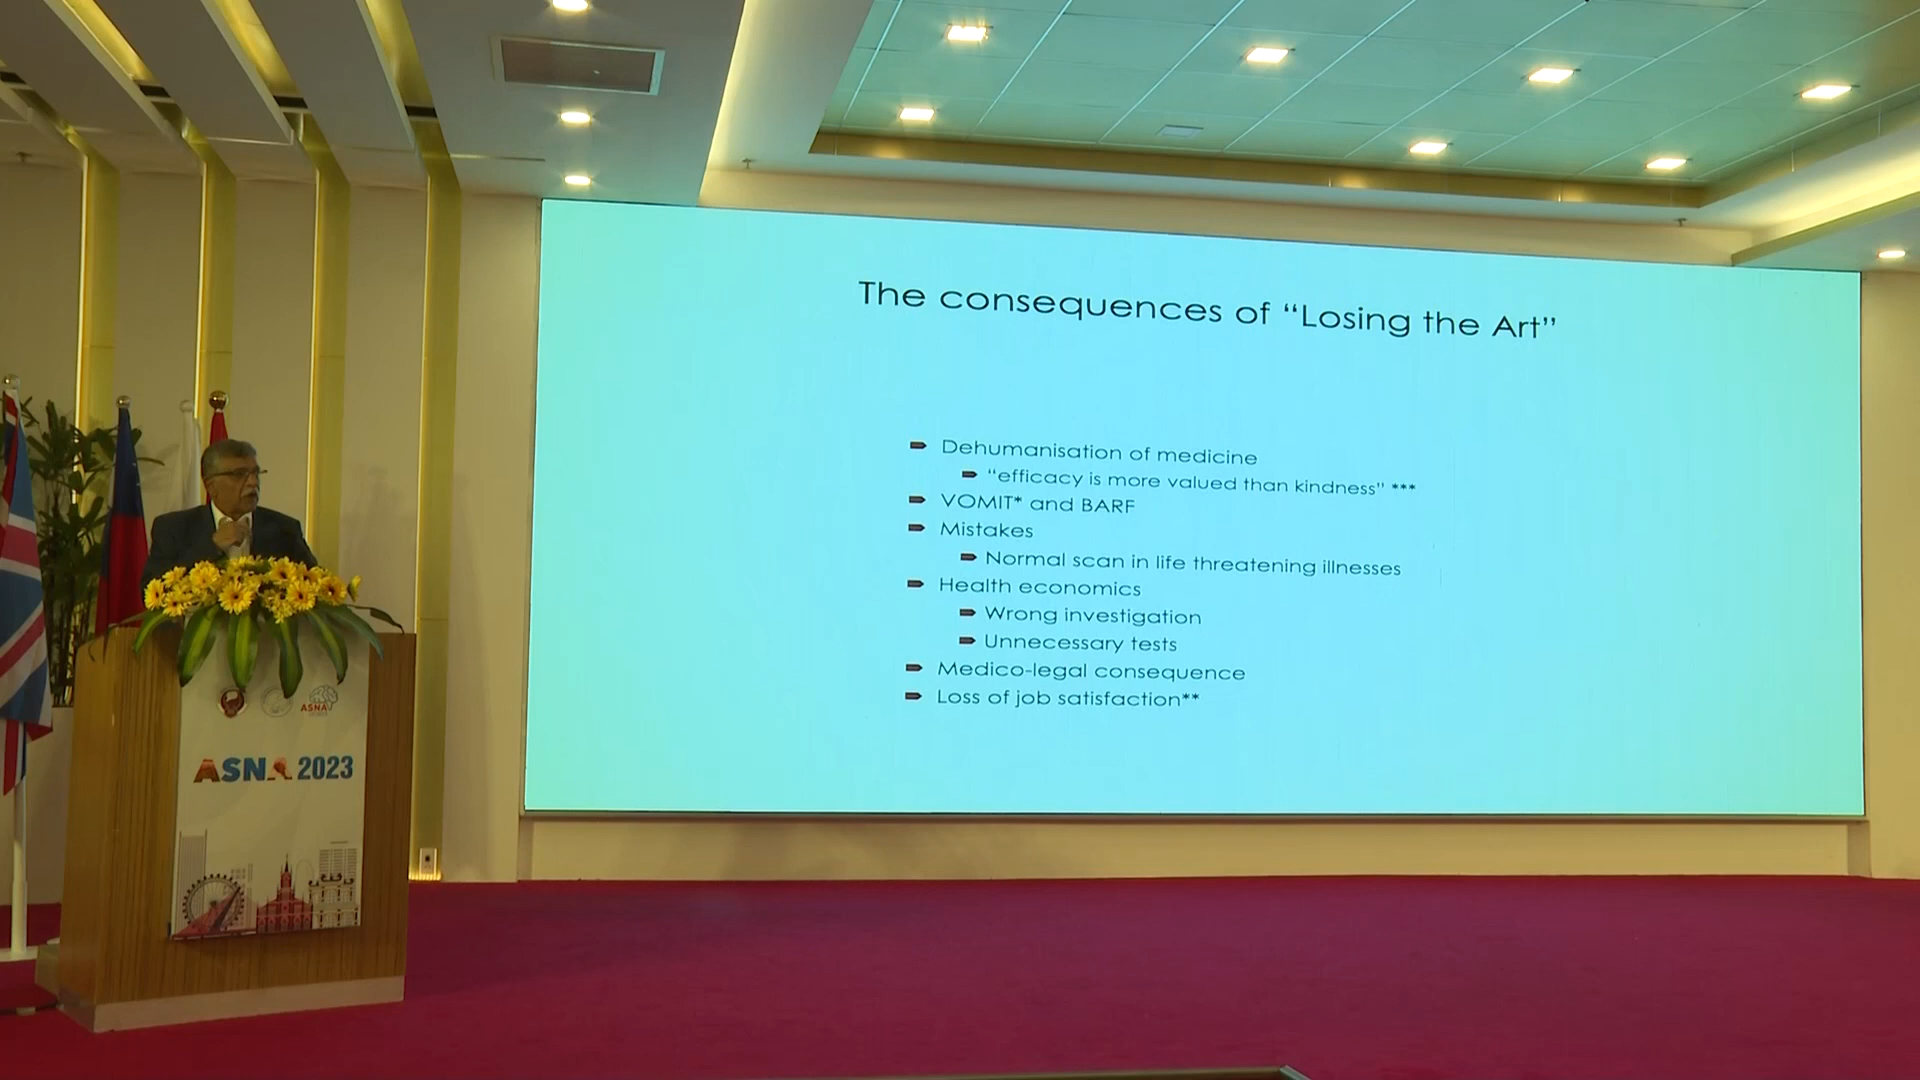 The consequences of “Losing the Art”
Dehumanisation of medicine
“efficacy is more valued than kindness” ***
VOMIT* and BARF
Mistakes
Normal scan in life threatening illnesses
Health economics
Wrong investigation
Unnecessary tests
Medico-legal consequence
Loss of job satisfaction**
ASNA
ASNA 2023